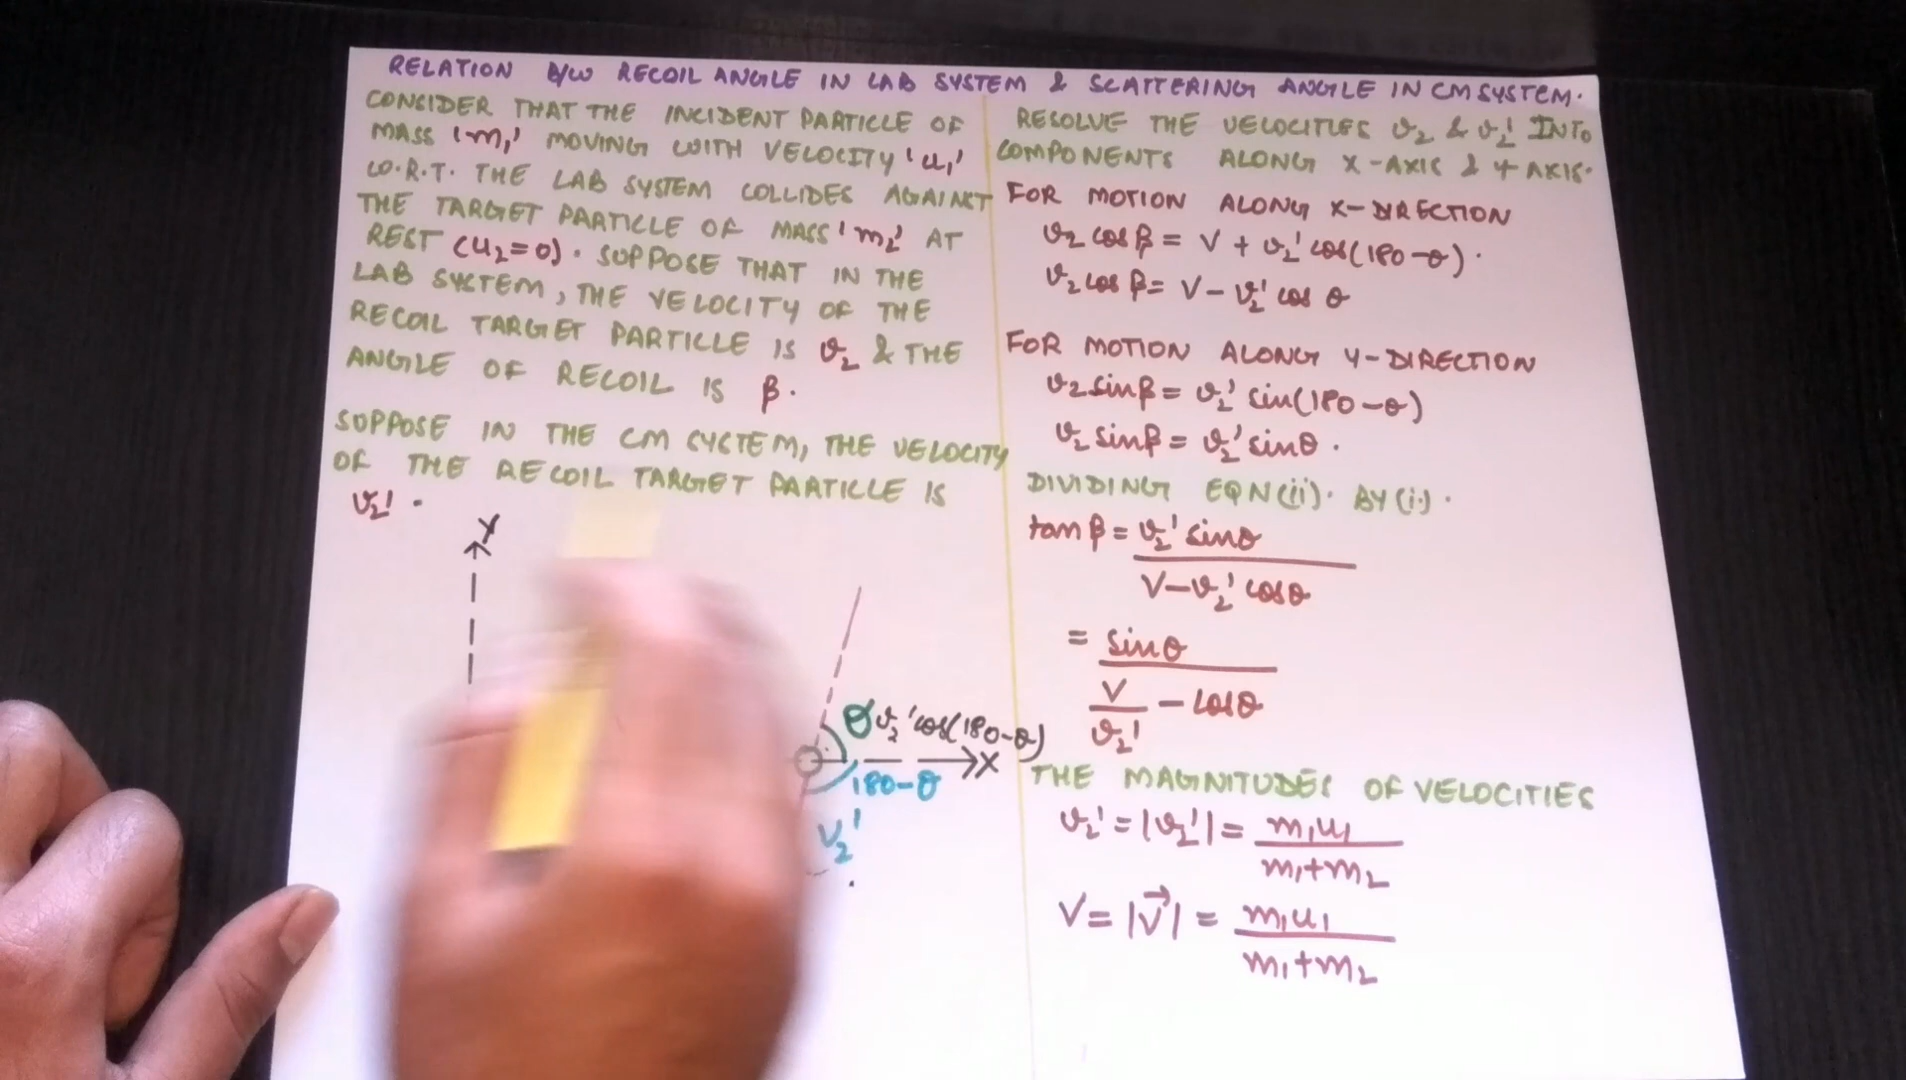 RELATION B/W RECOIL ANGLE IN LAB SYSTEM & SCATTERING ANGLE IN CM SYSTEM.
CONSIDER THAT THE INCIDENT PARTICLE OF
MASS 'm₁' MOVING WITH VELOCITY 'u₁'
W.R.T. THE LAB SYSTEM COLLIDES AGAINST
THE TARGET PARTICLE OF MASS 'm₂' AT
REST (u₂=0). SUPPOSE THAT IN THE
LAB SYSTEM, THE VELOCITY OF THE
RECOIL TARGET PARTICLE IS v₂ & THE
ANGLE OF RECOIL IS β.
SUPPOSE IN THE CM SYSTEM, THE VELOCITY
OF THE RECOIL TARGET PARTICLE IS
v₂'.
Y
θ v₂'cos(180-θ)
X
180-θ
V₂'
RESOLVE THE VELOCITIES v₂ & v₂' INTO
COMPONENTS ALONG X-AXIS & Y AXIS.
FOR MOTION ALONG X-DIRECTION
v₂ cos β = V + v₂' cos(180-θ).
v₂ cos β = V - v₂' cos θ
FOR MOTION ALONG Y-DIRECTION
v₂ sin β = v₂' sin(180-θ)
v₂ sin β = v₂' sin θ.
DIVIDING EQN (ii). BY (i.).
tan β = v₂' sin θ
V - v₂' cos θ
= sin θ
V
- cos θ
v₂'
THE MAGNITUDES OF VELOCITIES
v₂' = |v₂'| = m₁u₁
m₁+m₂
V = |V⃗| = m₁u₁
m₁+m₂